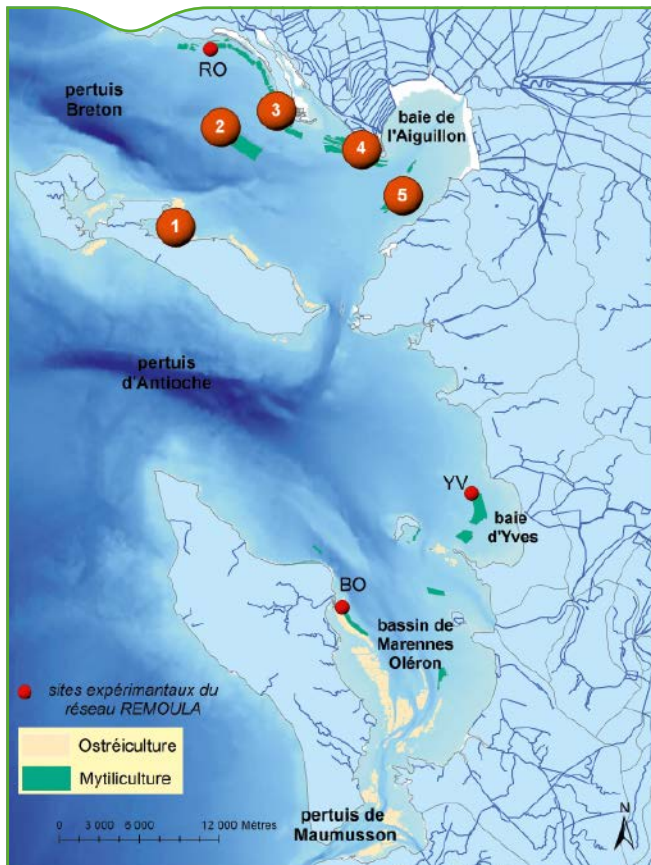 RO
pertuis
Breton
3
baie de
l'Aiguillon
2
4
5
1
pertuis
d'Antioche
YV
baie
d'Yves
BO
bassin de
Marennes
Oléron
sites expérimantaux du
réseau REMOULA
Ostréiculture
Mytiliculture
pertuis de
Maumusson
0 3 000 6 000 12 000 Mètres
N